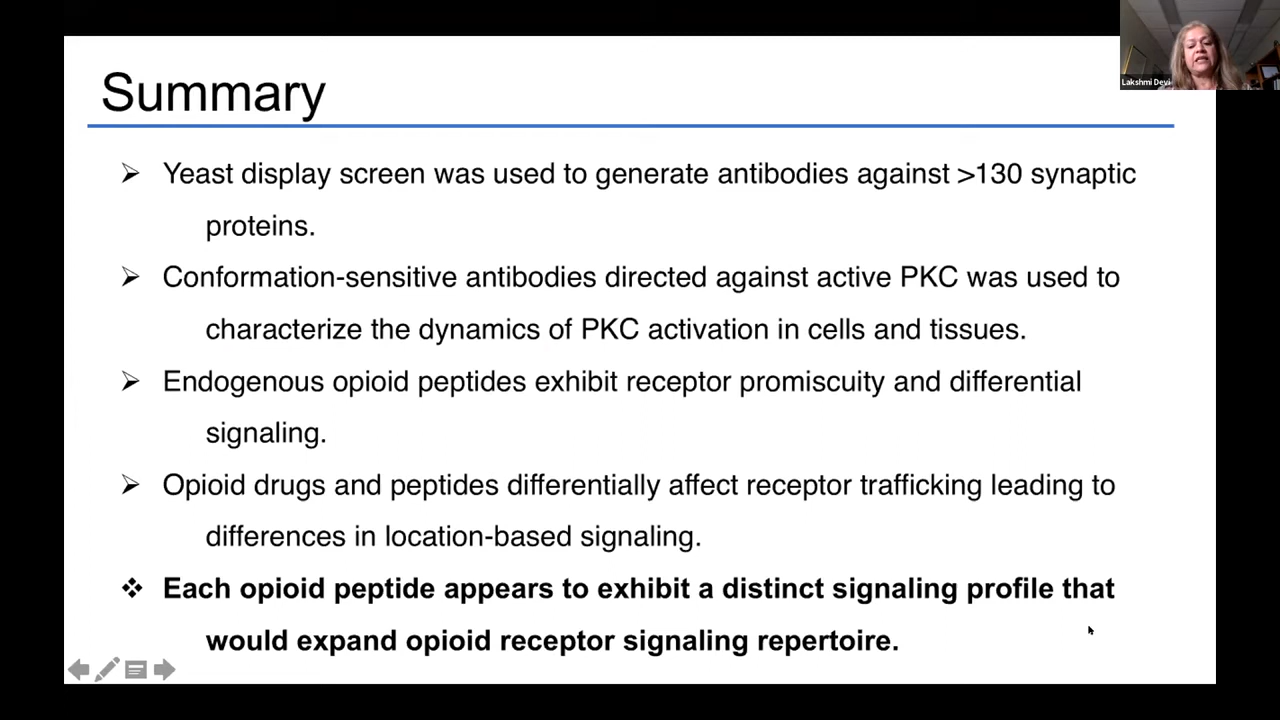 Lakshmi Devi
Summary
➢ Yeast display screen was used to generate antibodies against >130 synaptic
proteins.
➢ Conformation-sensitive antibodies directed against active PKC was used to
characterize the dynamics of PKC activation in cells and tissues.
➢ Endogenous opioid peptides exhibit receptor promiscuity and differential
signaling.
➢ Opioid drugs and peptides differentially affect receptor trafficking leading to
differences in location-based signaling.
❖ Each opioid peptide appears to exhibit a distinct signaling profile that
would expand opioid receptor signaling repertoire.